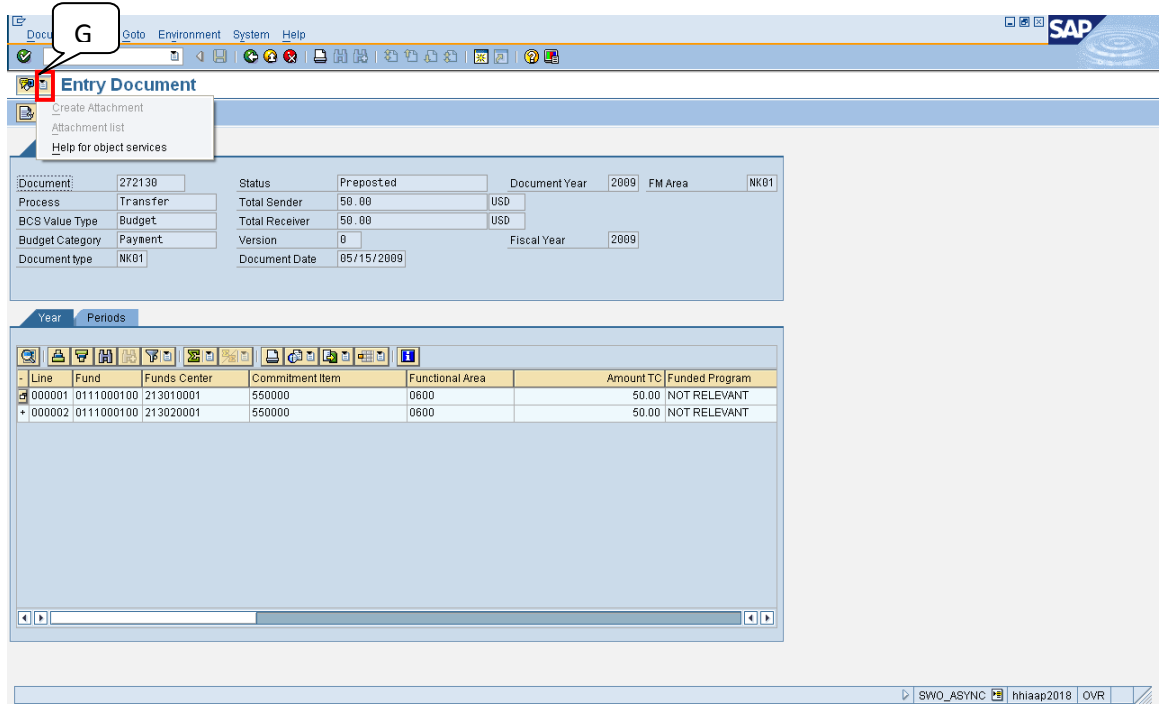 Docu Goto Environment System Help
G
SAP
Entry Document
Create Attachment
Attachment list
Help for object services
Document 272130 Status Preposted Document Year 2009 FM Area NK01
Process Transfer Total Sender 50.00 USD
BCS Value Type Budget Total Receiver 50.00 USD
Budget Category Payment Version 0 Fiscal Year 2009
Document type NK01 Document Date 05/15/2009
Year Periods
- Line Fund Funds Center Commitment Item Functional Area Amount TC Funded Program
000001 0111000100 213010001 550000 0600 50.00 NOT RELEVANT
+ 000002 0111000100 213020001 550000 0600 50.00 NOT RELEVANT
SWO_ASYNC hhiaap2018 OVR